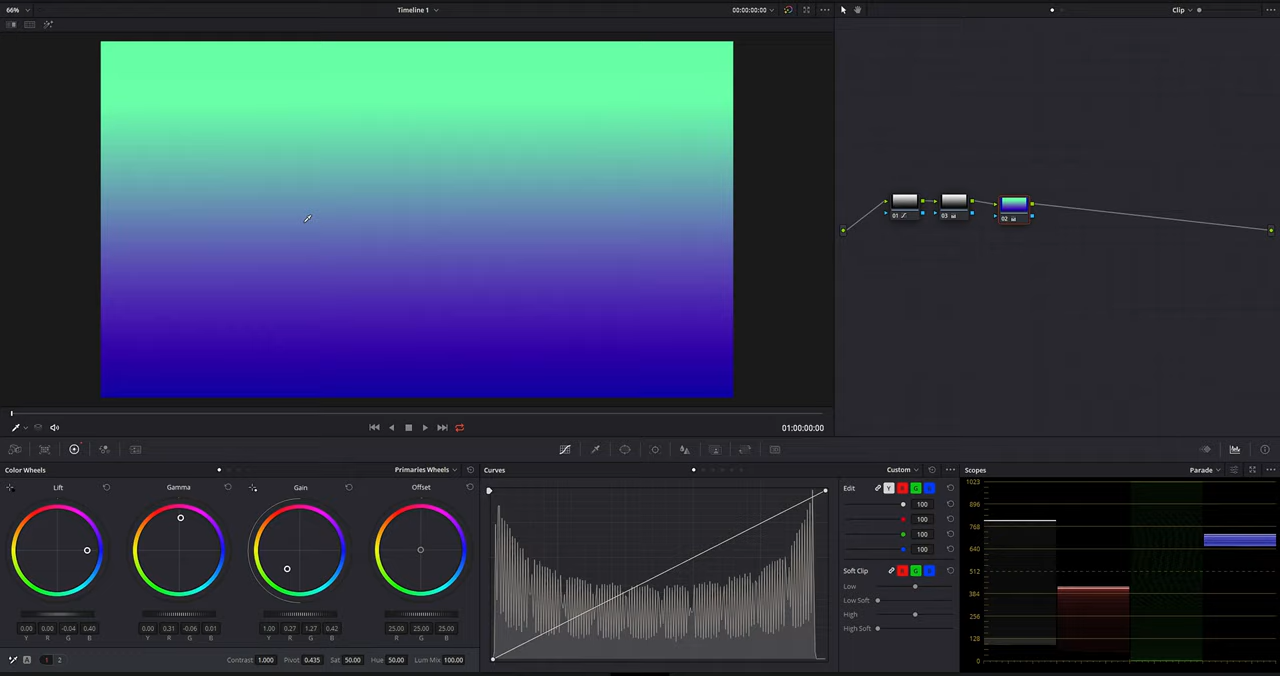 66%
Timeline 1
00:00:00:00
Clip
01
03
02
01:00:00:00
Color Wheels
Primaries Wheels
Curves
Custom
Scopes
Parade
Lift
Gamma
Gain
Offset
0.00 0.00 -0.04 0.40
Y R G B
0.00 0.31 -0.06 0.01
Y R G B
1.00 0.27 1.27 0.42
Y R G B
25.00 25.00 25.00
R G B
A 1 2
Contrast 1.000 Pivot 0.435 Sat 50.00 Hue 50.00 Lum Mix 100.00
Edit Y R G B
100
100
100
100
Soft Clip R G B
Low
Low Soft
High
High Soft
1023
896
768
640
512
384
256
128
0